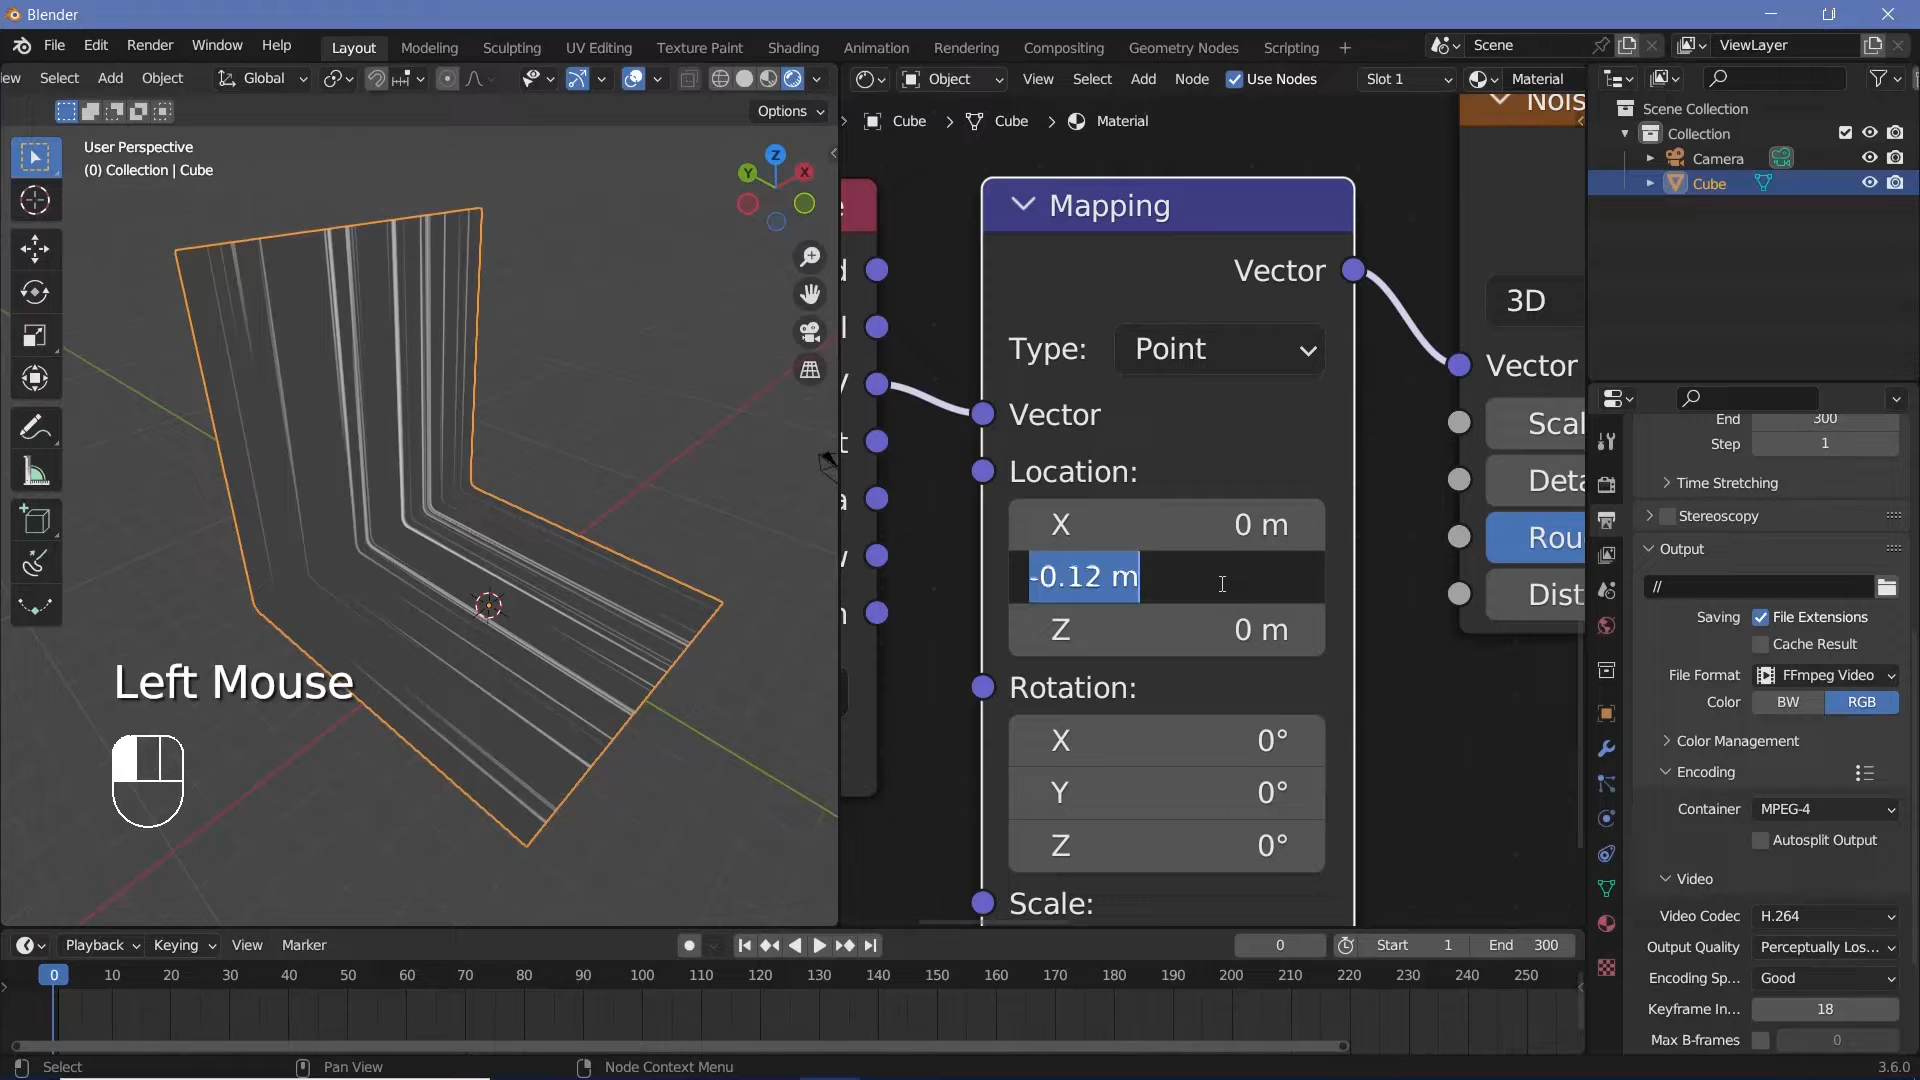 Blender
File Edit Render Window Help
Layout Modeling Sculpting UV Editing Texture Paint Shading Animation Rendering Compositing Geometry Nodes Scripting +
Scene
ViewLayer
ew Select Add Object
Global
Options
Object
View Select Add Node
Use Nodes
Slot 1
Material
User Perspective
(0) Collection | Cube
Z
Y
X
Left Mouse
Cube > Cube > Material
Mapping
Vector
Type: Point
Vector
Location:
X 0 m
-0.12 m
Z 0 m
Rotation:
X 0°
Y 0°
Z 0°
Scale:
Nois
3D
Vector
Scal
Deta
Rou
Dist
Scene Collection
Collection
Camera
Cube
End 300
Step 1
Time Stretching
Stereoscopy
Output
//
Saving File Extensions
Cache Result
File Format FFmpeg Video
Color BW RGB
Color Management
Encoding
Container MPEG-4
Autosplit Output
Video
Video Codec H.264
Output Quality Perceptually Los...
Encoding Sp... Good
Keyframe In... 18
Max B-frames 0
Playback Keying View Marker
0
Start 1
End 300
0 10 20 30 40 50 60 70 80 90 100 110 120 130 140 150 160 170 180 190 200 210 220 230 240 250
Select
Pan View
Node Context Menu
3.6.0